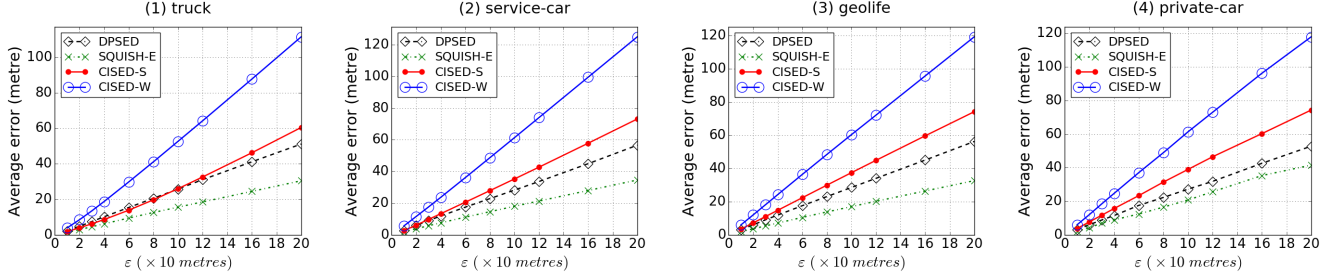 (1) truck
Average error (metre)
100
80
60
40
20
0
DPSED
SQUISH-E
CISED-S
CISED-W
0 2 4 6 8 10 12 14 16 18 20
ε (×10 metres)
(2) service-car
Average error (metre)
120
100
80
60
40
20
0
DPSED
SQUISH-E
CISED-S
CISED-W
0 2 4 6 8 10 12 14 16 18 20
ε (×10 metres)
(3) geolife
Average error (metre)
120
100
80
60
40
20
0
DPSED
SQUISH-E
CISED-S
CISED-W
0 2 4 6 8 10 12 14 16 18 20
ε (×10 metres)
(4) private-car
Average error (metre)
120
100
80
60
40
20
0
DPSED
SQUISH-E
CISED-S
CISED-W
0 2 4 6 8 10 12 14 16 18 20
ε (×10 metres)